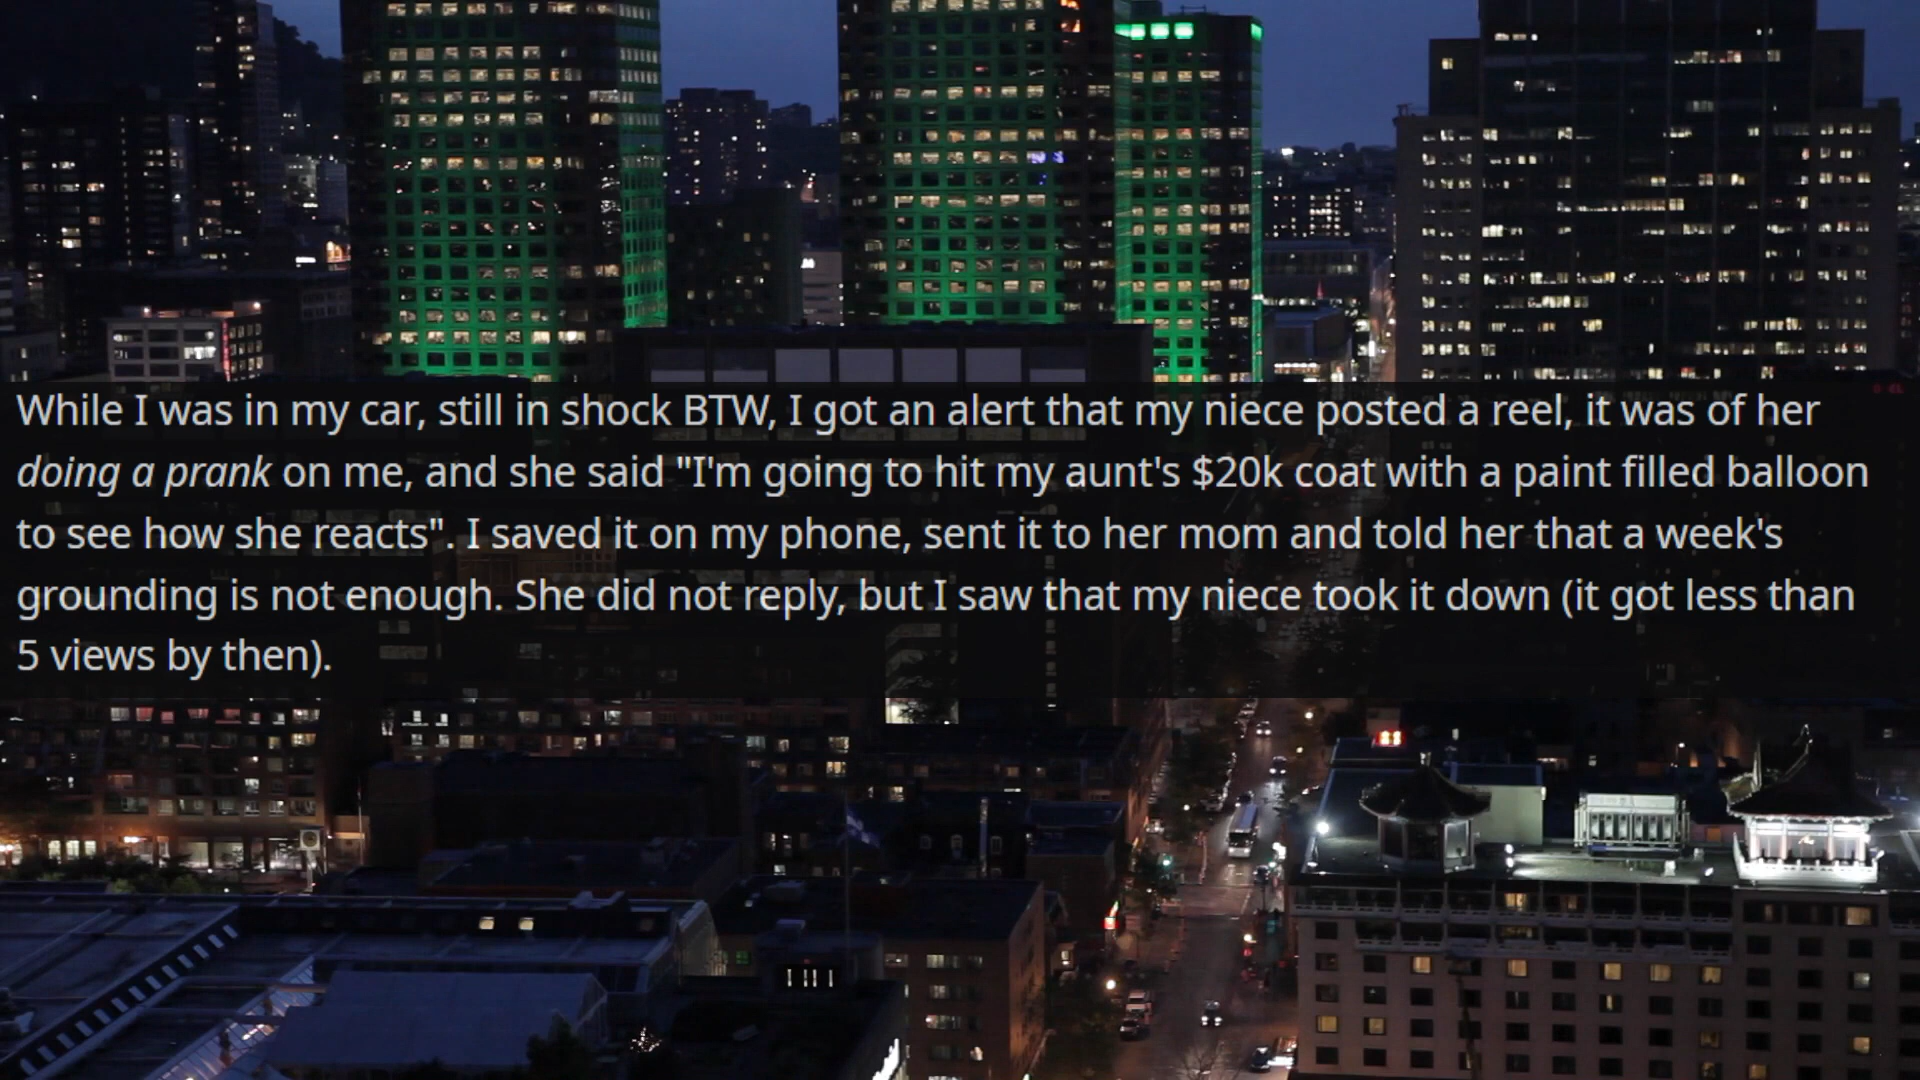 While I was in my car, still in shock BTW, I got an alert that my niece posted a reel, it was of her
doing a prank on me, and she said "I'm going to hit my aunt's $20k coat with a paint filled balloon
to see how she reacts". I saved it on my phone, sent it to her mom and told her that a week's
grounding is not enough. She did not reply, but I saw that my niece took it down (it got less than
5 views by then).